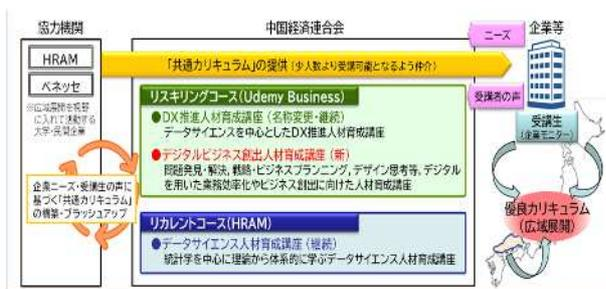 協力機関
HRAM
ベネッセ
※広域展開を視野
に入れて活動する
大学・民間企業
企業ニーズ・受講生の声に
基づく「共通カリキュラム」
の構築・ブラッシュアップ
中国経済連合会
「共通カリキュラム」の提供（少人数より受講可能となるよう仲介）
リスキリングコース(Udemy Business)
●DX推進人材育成講座（名称変更・継続）
データサイエンスを中心としたDX推進人材育成講座
●デジタルビジネス創出人材育成講座（新）
問題発見・解決、戦略・ビジネスプランニング、デザイン思考等、デジタル
を用いた業務効率化やビジネス創出に向けた人材育成講座
リカレントコース(HRAM)
●データサイエンス人材育成講座（継続）
統計学を中心に理論から体系的に学ぶデータサイエンス人材育成講座
ニーズ
企業等
受講者の声
受講生
（企業モニター）
優良カリキュラム
（広域展開）